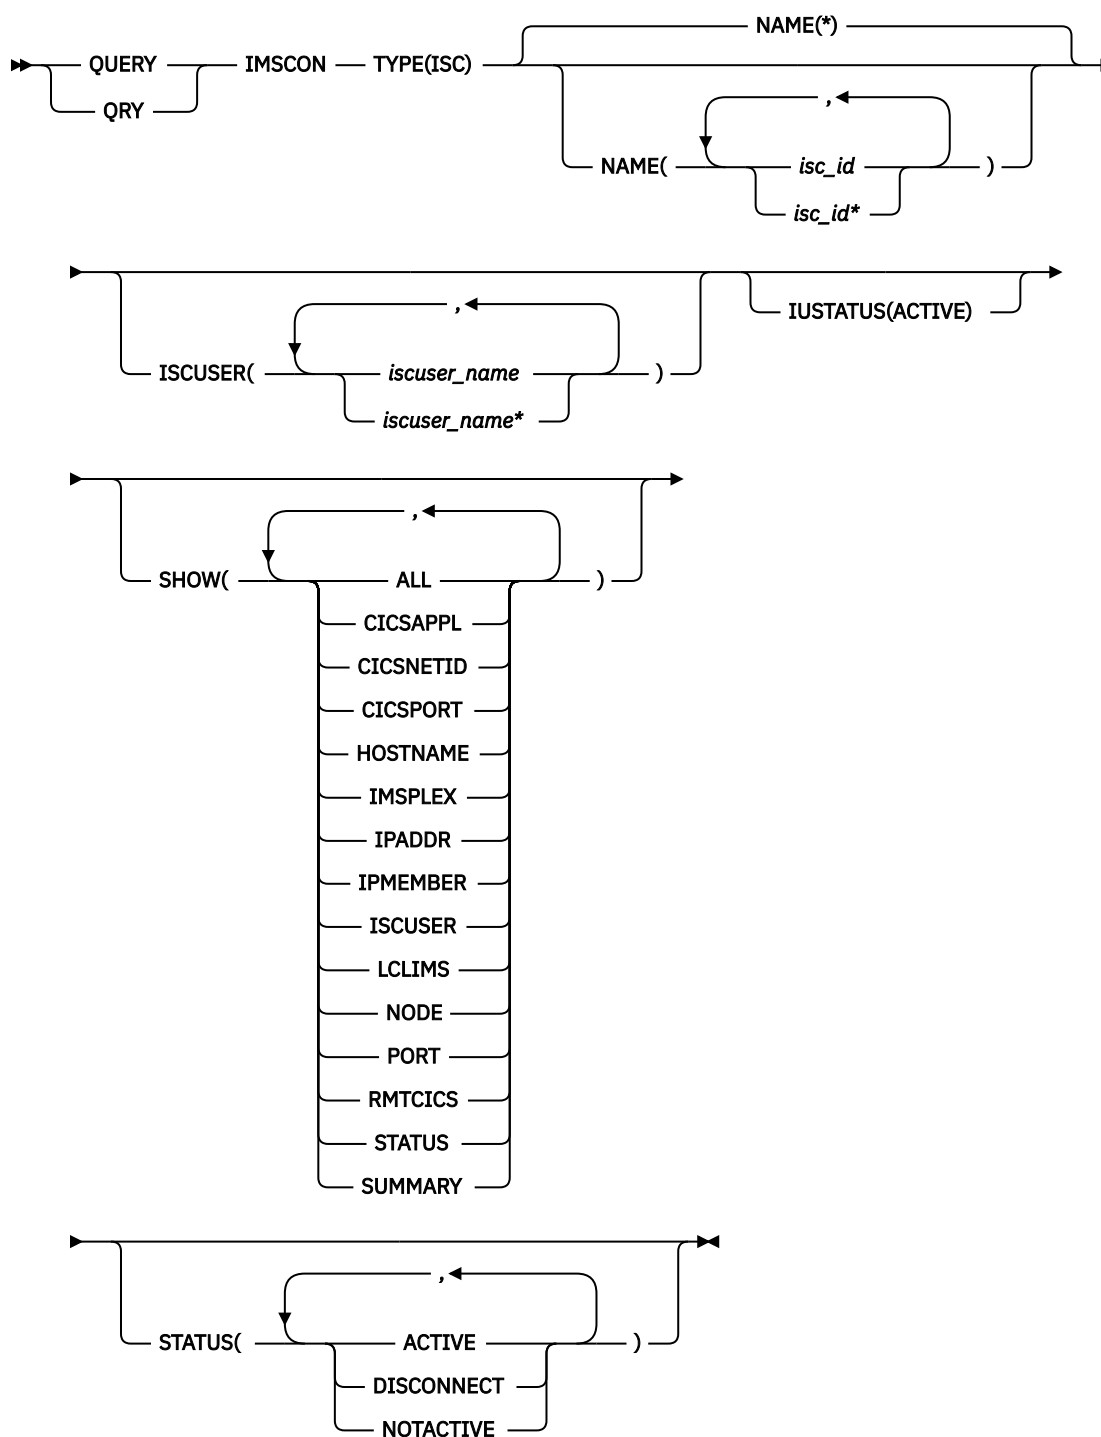 NAME(*)
QUERY IMSCON TYPE(ISC)
QRY
,
NAME( isc_id )
isc_id*
IUSTATUS(ACTIVE)
,
ISCUSER( iscuser_name )
iscuser_name*
,
SHOW( ALL )
CICSAPPL
CICSNETID
CICSPORT
HOSTNAME
IMSPLEX
IPADDR
IPMEMBER
ISCUSER
LCLIMS
NODE
PORT
RMTCICS
STATUS
SUMMARY
,
STATUS( ACTIVE )
DISCONNECT
NOTACTIVE